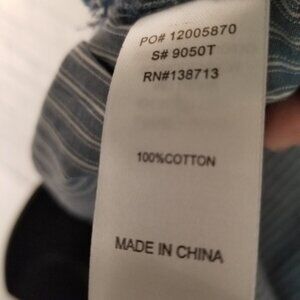 PO# 12005870
S# 9050T
RN#138713
100%COTTON
MADE IN CHINA